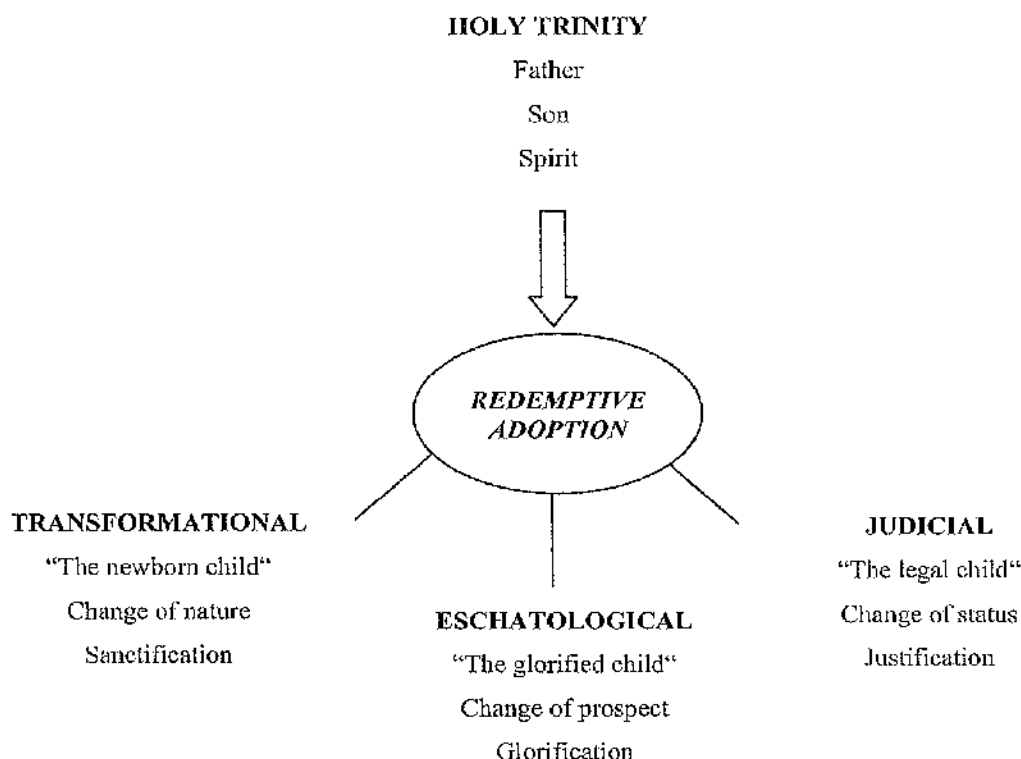 HOLY TRINITY
Father
Son
Spirit
REDEMPTIVE
ADOPTION
TRANSFORMATIONAL
“The newborn child“
Change of nature
Sanctification
ESCHATOLOGICAL
“The glorified child“
Change of prospect
Glorification
JUDICIAL
“The legal child“
Change of status
Justification